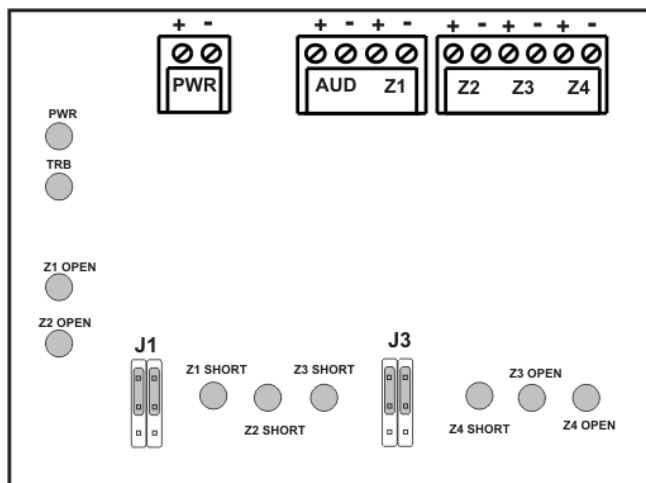 + - + - + - + - + - + -
PWR AUD Z1 Z2 Z3 Z4
PWR
TRB
Z1 OPEN
Z2 OPEN
J1 J3
Z1 SHORT Z3 SHORT Z3 OPEN
Z2 SHORT Z4 SHORT Z4 OPEN